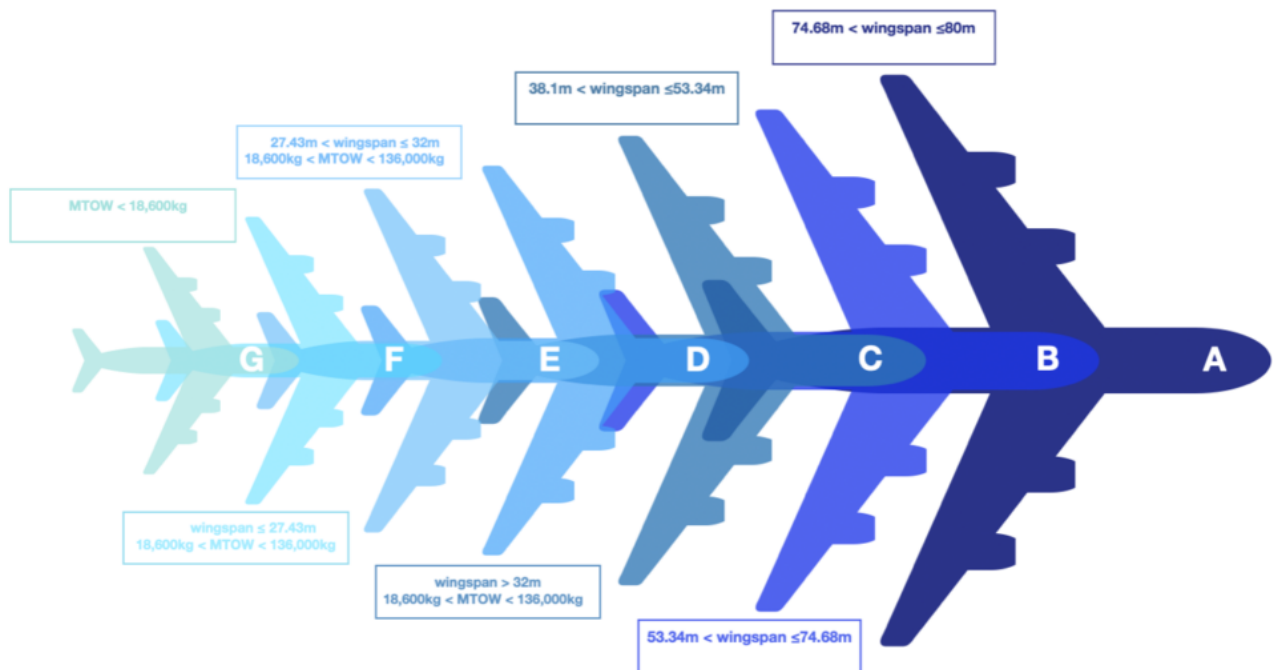 74.68m < wingspan ≤80m
38.1m < wingspan ≤53.34m
27.43m < wingspan ≤ 32m
18,600kg < MTOW < 136,000kg
MTOW < 18,600kg
G F E D C B A
wingspan ≤ 27.43m
18,600kg < MTOW < 136,000kg
wingspan > 32m
18,600kg < MTOW < 136,000kg
53.34m < wingspan ≤74.68m